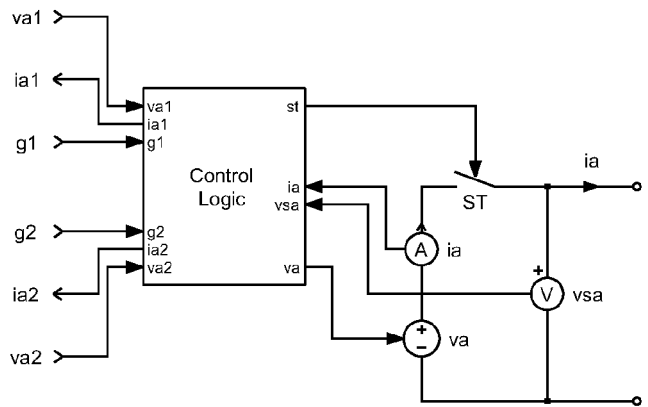 va1
ia1
g1
g2
ia2
va2
va1
ia1
g1
g2
ia2
va2
Control
Logic
st
ia
vsa
va
ST
ia
A
ia
+
V
vsa
+
−
va